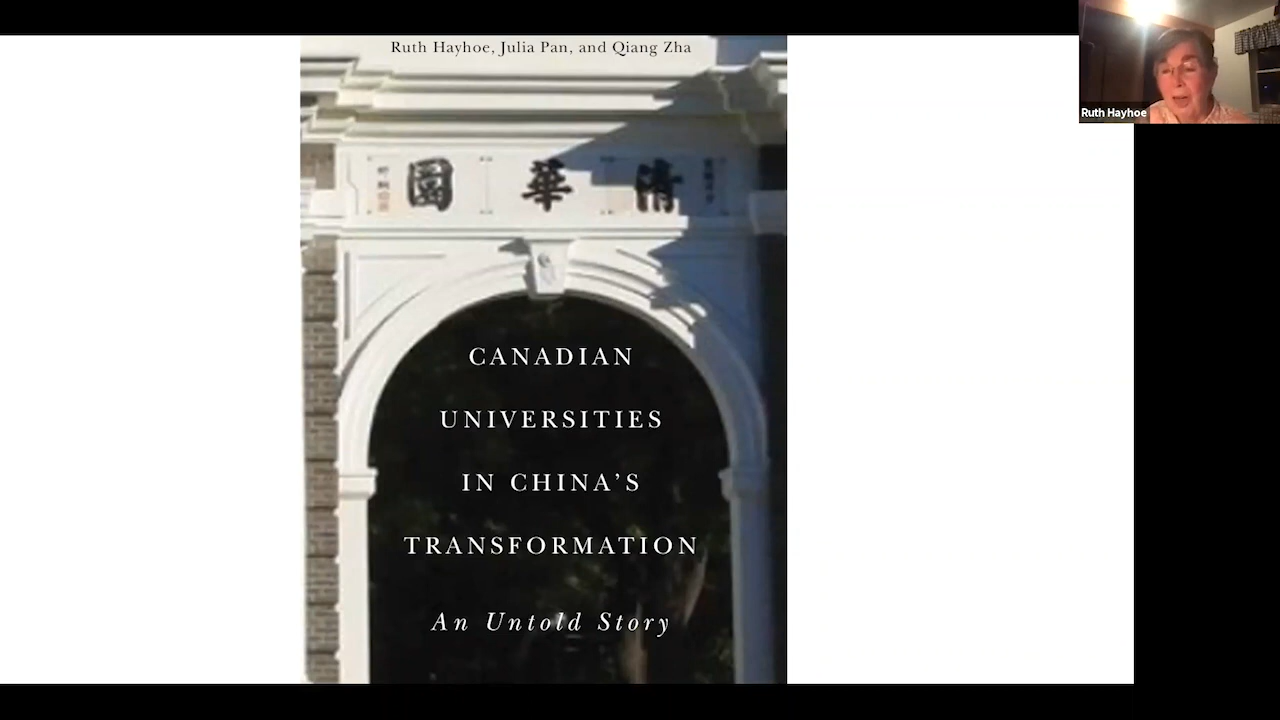 Ruth Hayhoe, Julia Pan, and Qiang Zha
園華清
CANADIAN
UNIVERSITIES
IN CHINA'S
TRANSFORMATION
An Untold Story
Ruth Hayhoe